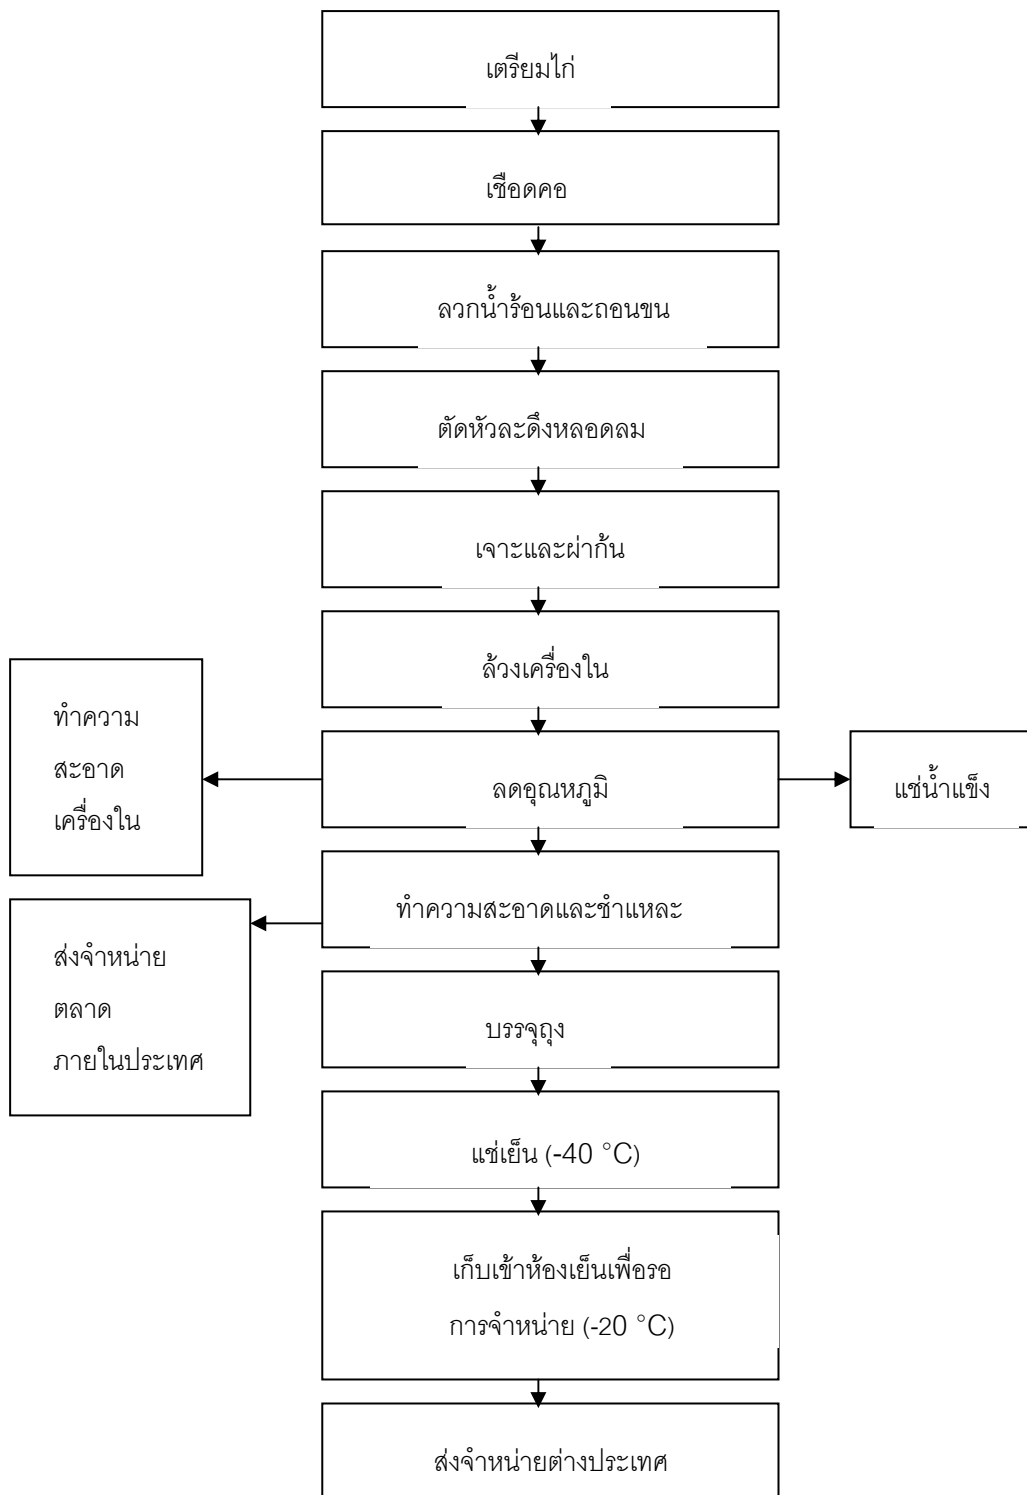 เตรียมไก่
เชือดคอ
ลวกน้ำร้อนและถอนขน
ตัดหัวละดึงหลอดลม
เจาะและผ่าก้น
ล้วงเครื่องใน
ทำความ
สะอาด
เครื่องใน
ลดอุณหภูมิ
แช่น้ำแข็ง
ทำความสะอาดและชำแหละ
ส่งจำหน่าย
ตลาด
ภายในประเทศ
บรรจุถุง
แช่เย็น (-40 °C)
เก็บเข้าห้องเย็นเพื่อรอ
การจำหน่าย (-20 °C)
ส่งจำหน่ายต่างประเทศ